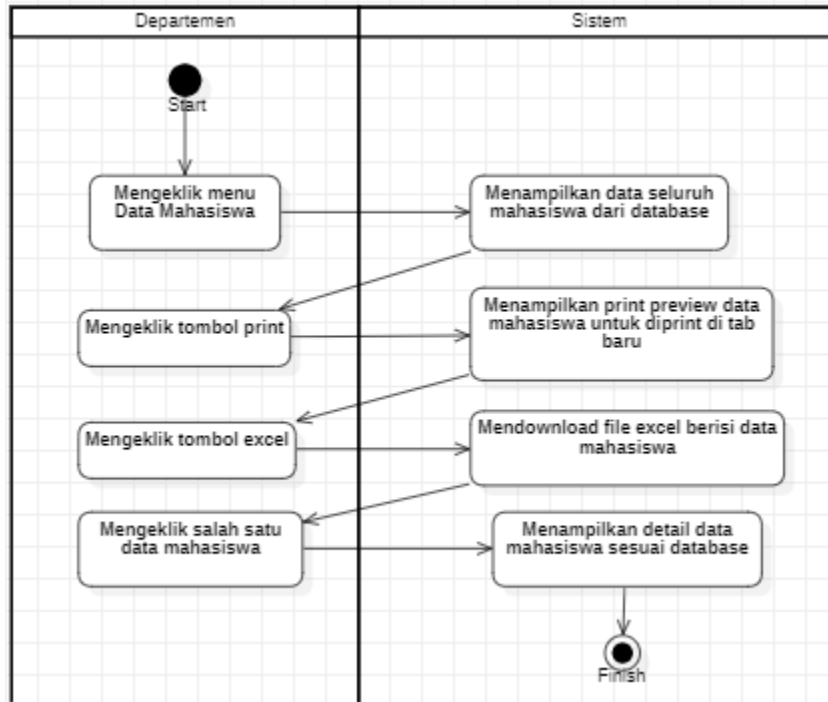 Departemen
Sistem
Start
Mengeklik menu
Data Mahasiswa
Menampilkan data seluruh
mahasiswa dari database
Mengeklik tombol print
Menampilkan print preview data
mahasiswa untuk diprint di tab
baru
Mengeklik tombol excel
Mendownload file excel berisi data
mahasiswa
Mengeklik salah satu
data mahasiswa
Menampilkan detail data
mahasiswa sesuai database
Finish